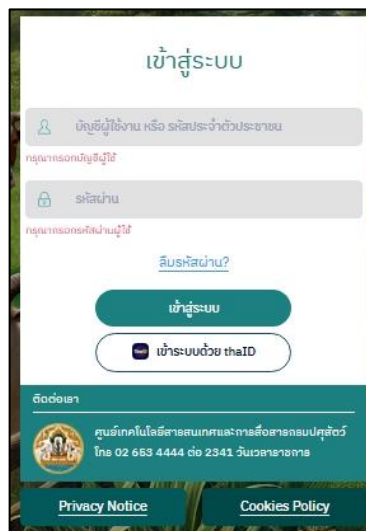 เข้าสู่ระบบ
บัญชีผู้ใช้งาน หรือ รหัสประจำตัวประชาชน
กรุณากรอกบัญชีผู้ใช้
รหัสผ่าน
กรุณากรอกรหัสผ่านผู้ใช้
ลืมรหัสผ่าน?
เข้าสู่ระบบ
เข้าระบบด้วย thaID
ติดต่อเรา
ศูนย์เทคโนโลยีสารสนเทศและการสื่อสารกรมปศุสัตว์
โทร 02 653 4444 ต่อ 2341 วันเวลาราชการ
Privacy Notice
Cookies Policy